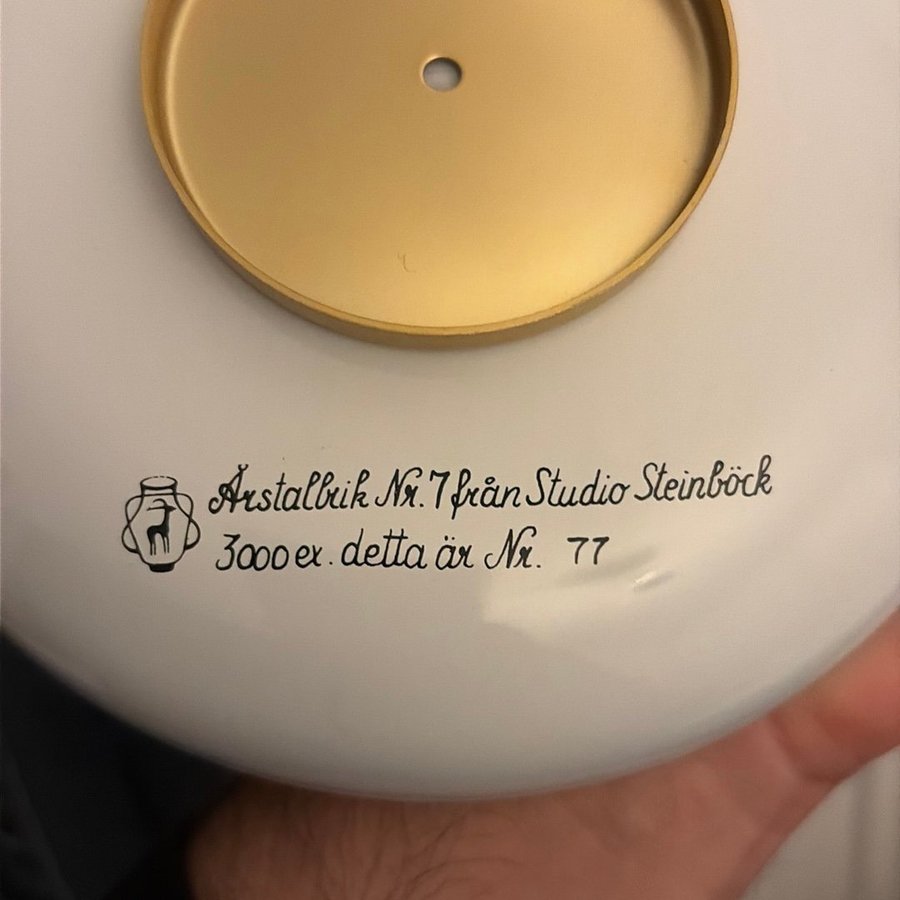 Årstalbrik Nr. 7 från Studio Steinböck
3000 ex. detta är Nr. 77